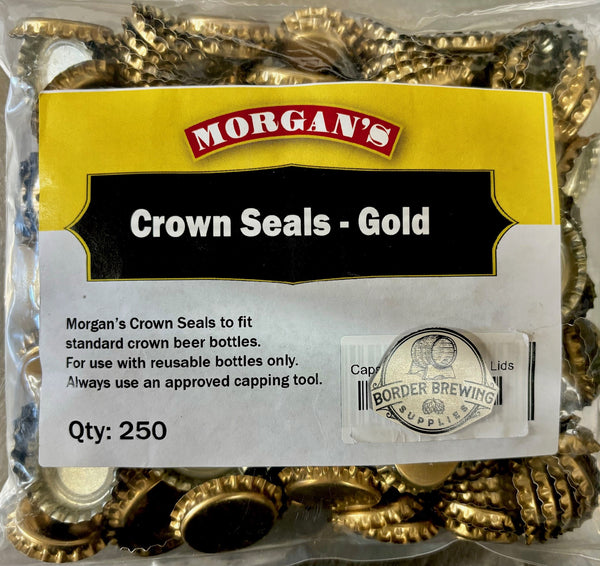 MORGAN'S
Crown Seals - Gold
Morgan's Crown Seals to fit
standard crown beer bottles.
For use with reusable bottles only.
Always use an approved capping tool.
Qty: 250
Caps
Lids
BORDER BREWING
SUPPLIES